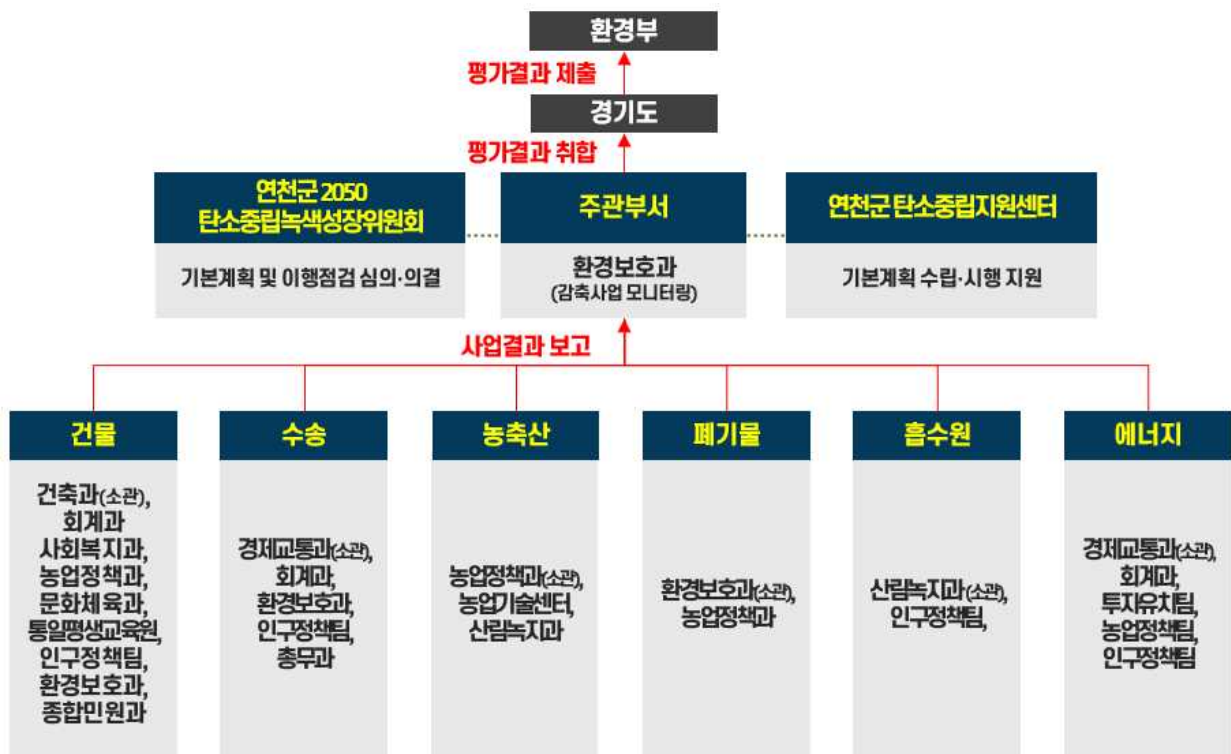 환경부
평가결과 제출
경기도
평가결과 취합
연천군 2050
탄소중립녹색성장위원회
기본계획 및 이행점검 심의·의결
주관부서
환경보호과
(감축사업 모니터링)
연천군 탄소중립지원센터
기본계획 수립·시행 지원
사업결과 보고
건물
건축과(소관),
회계과
사회복지과,
농업정책과,
문화체육과,
통일평생교육원,
인구정책팀,
환경보호과,
종합민원과
수송
경제교통과(소관),
회계과,
환경보호과,
인구정책팀,
총무과
농축산
농업정책과(소관),
농업기술센터,
산림녹지과
폐기물
환경보호과(소관),
농업정책과
흡수원
산림녹지과(소관),
인구정책팀,
에너지
경제교통과(소관),
회계과,
투자유치팀,
농업정책팀,
인구정책팀